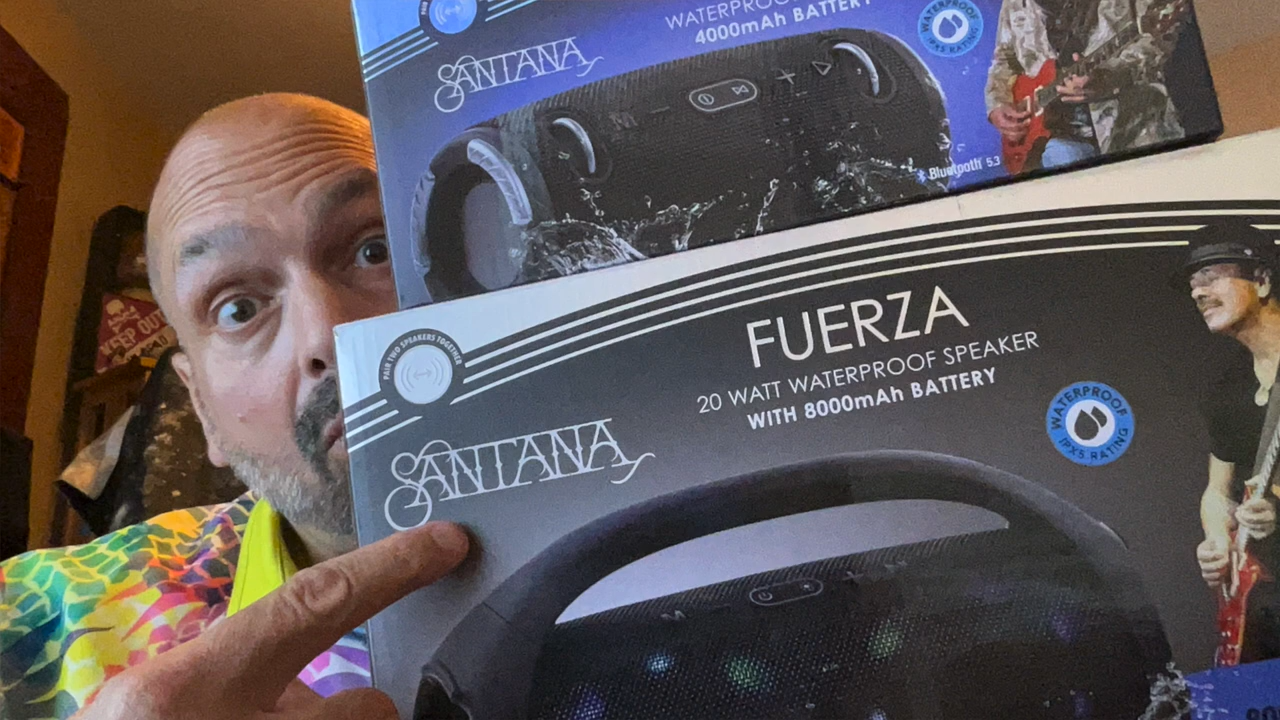 WATERPROOF
4000mAh BATTERY
SANTANA
WATERPROOF
IPX5 RATING
Bluetooth 5.3
KEEP OUT
FUERZA
20 WATT WATERPROOF SPEAKER
WITH 8000mAh BATTERY
PAIR TWO SPEAKERS TOGETHER
WATERPROOF
IPX5 RATING
SANTANA